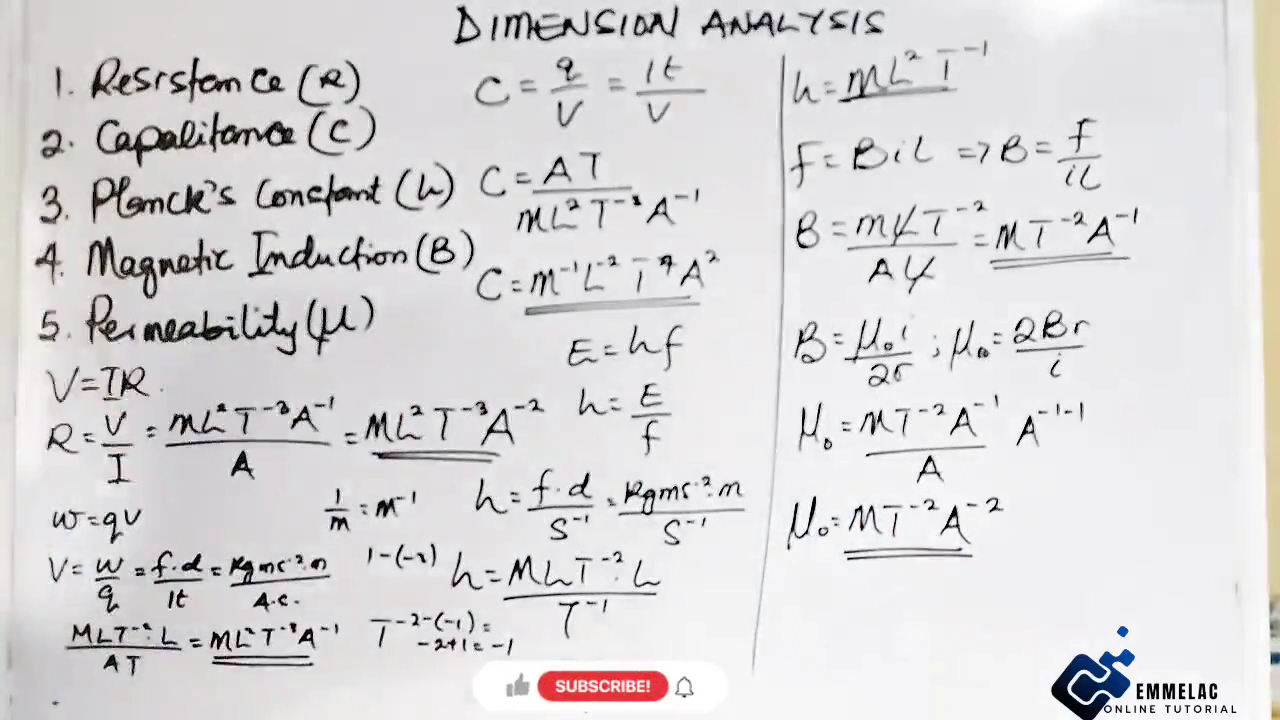 DIMENSION ANALYSIS
1. Resistance (R)
2. Capacitance (C)
3. Planck's Constant (h)
4. Magnetic Induction (B)
5. Permeability (μ)
V = IR.
R = V/I = ML²T⁻³A⁻¹/A = ML²T⁻³A⁻²
w = qv
V = w/q = f·d/It = kgms⁻²·m/A.s.
MLT⁻²·L/AT = ML²T⁻³A⁻¹
1/m = m⁻¹
1-(-3)
T⁻²⁻⁽⁻¹⁾ =
-2+1 = -1
C = q/V = It/V
C = AT/ML²T⁻³A⁻¹
C = M⁻¹L⁻²T⁴A²
E = hf
h = E/f
h = f·d/S⁻¹ = kgms⁻²·m/S⁻¹
h = MLT⁻²·L/T⁻¹
h = ML²T⁻¹
f = BiL => B = f/iL
B = MLT⁻²/AL = MT⁻²A⁻¹
B = μ₀i/2r ; μ₀ = 2Br/i
μ₀ = MT⁻²A⁻¹/A A⁻¹⁻¹
μ₀ = MT⁻²A⁻²
SUBSCRIBE!
EMMELAC
ONLINE TUTORIAL